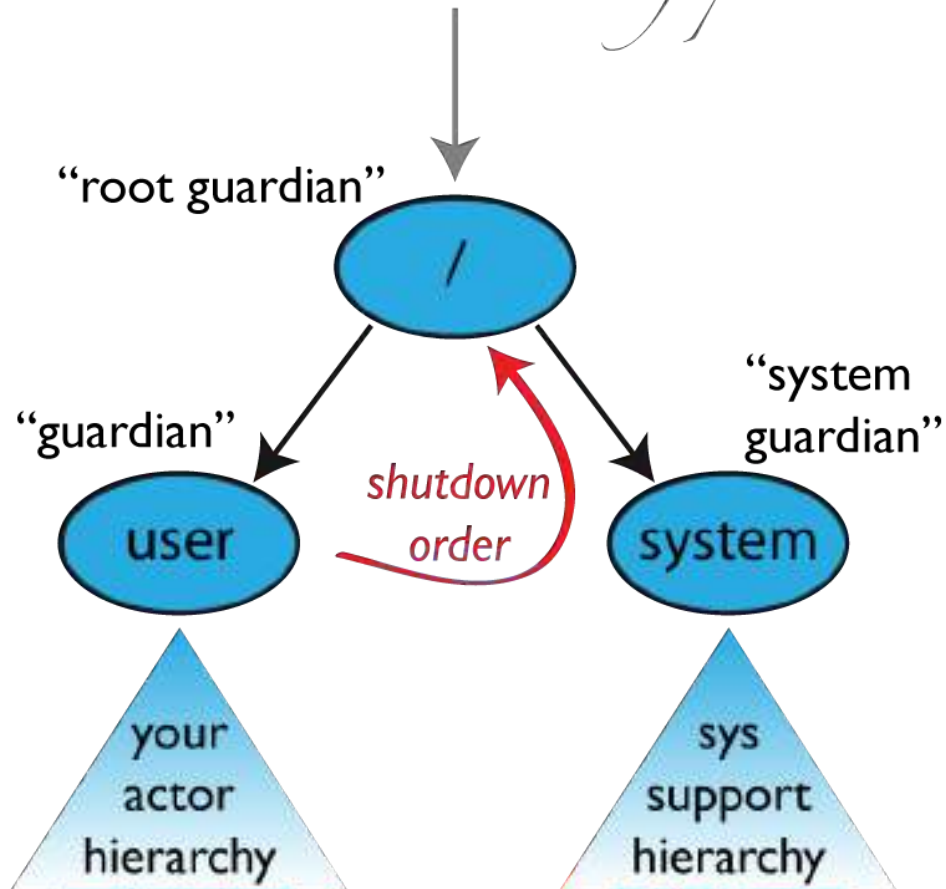 “root guardian”
/
“system
guardian”
“guardian”
shutdown
order
user
system
your
actor
hierarchy
sys
support
hierarchy